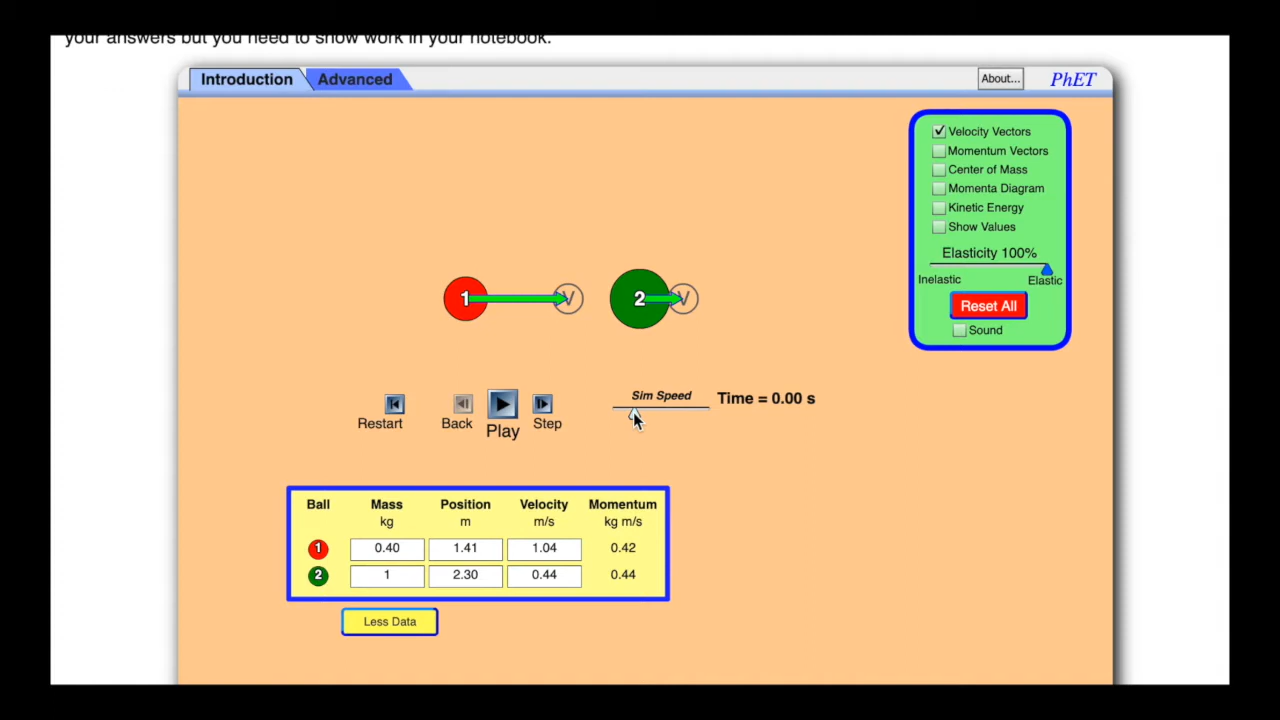 your answers but you need to show work in your notebook.
Introduction Advanced About... PhET
Velocity Vectors
Momentum Vectors
Center of Mass
Momenta Diagram
Kinetic Energy
Show Values
Elasticity 100%
Inelastic Elastic
Reset All
Sound
1 V 2 V
Sim Speed Time = 0.00 s
Restart Back Play Step
Ball Mass Position Velocity Momentum
kg m m/s kg m/s
1 0.40 1.41 1.04 0.42
2 1 2.30 0.44 0.44
Less Data